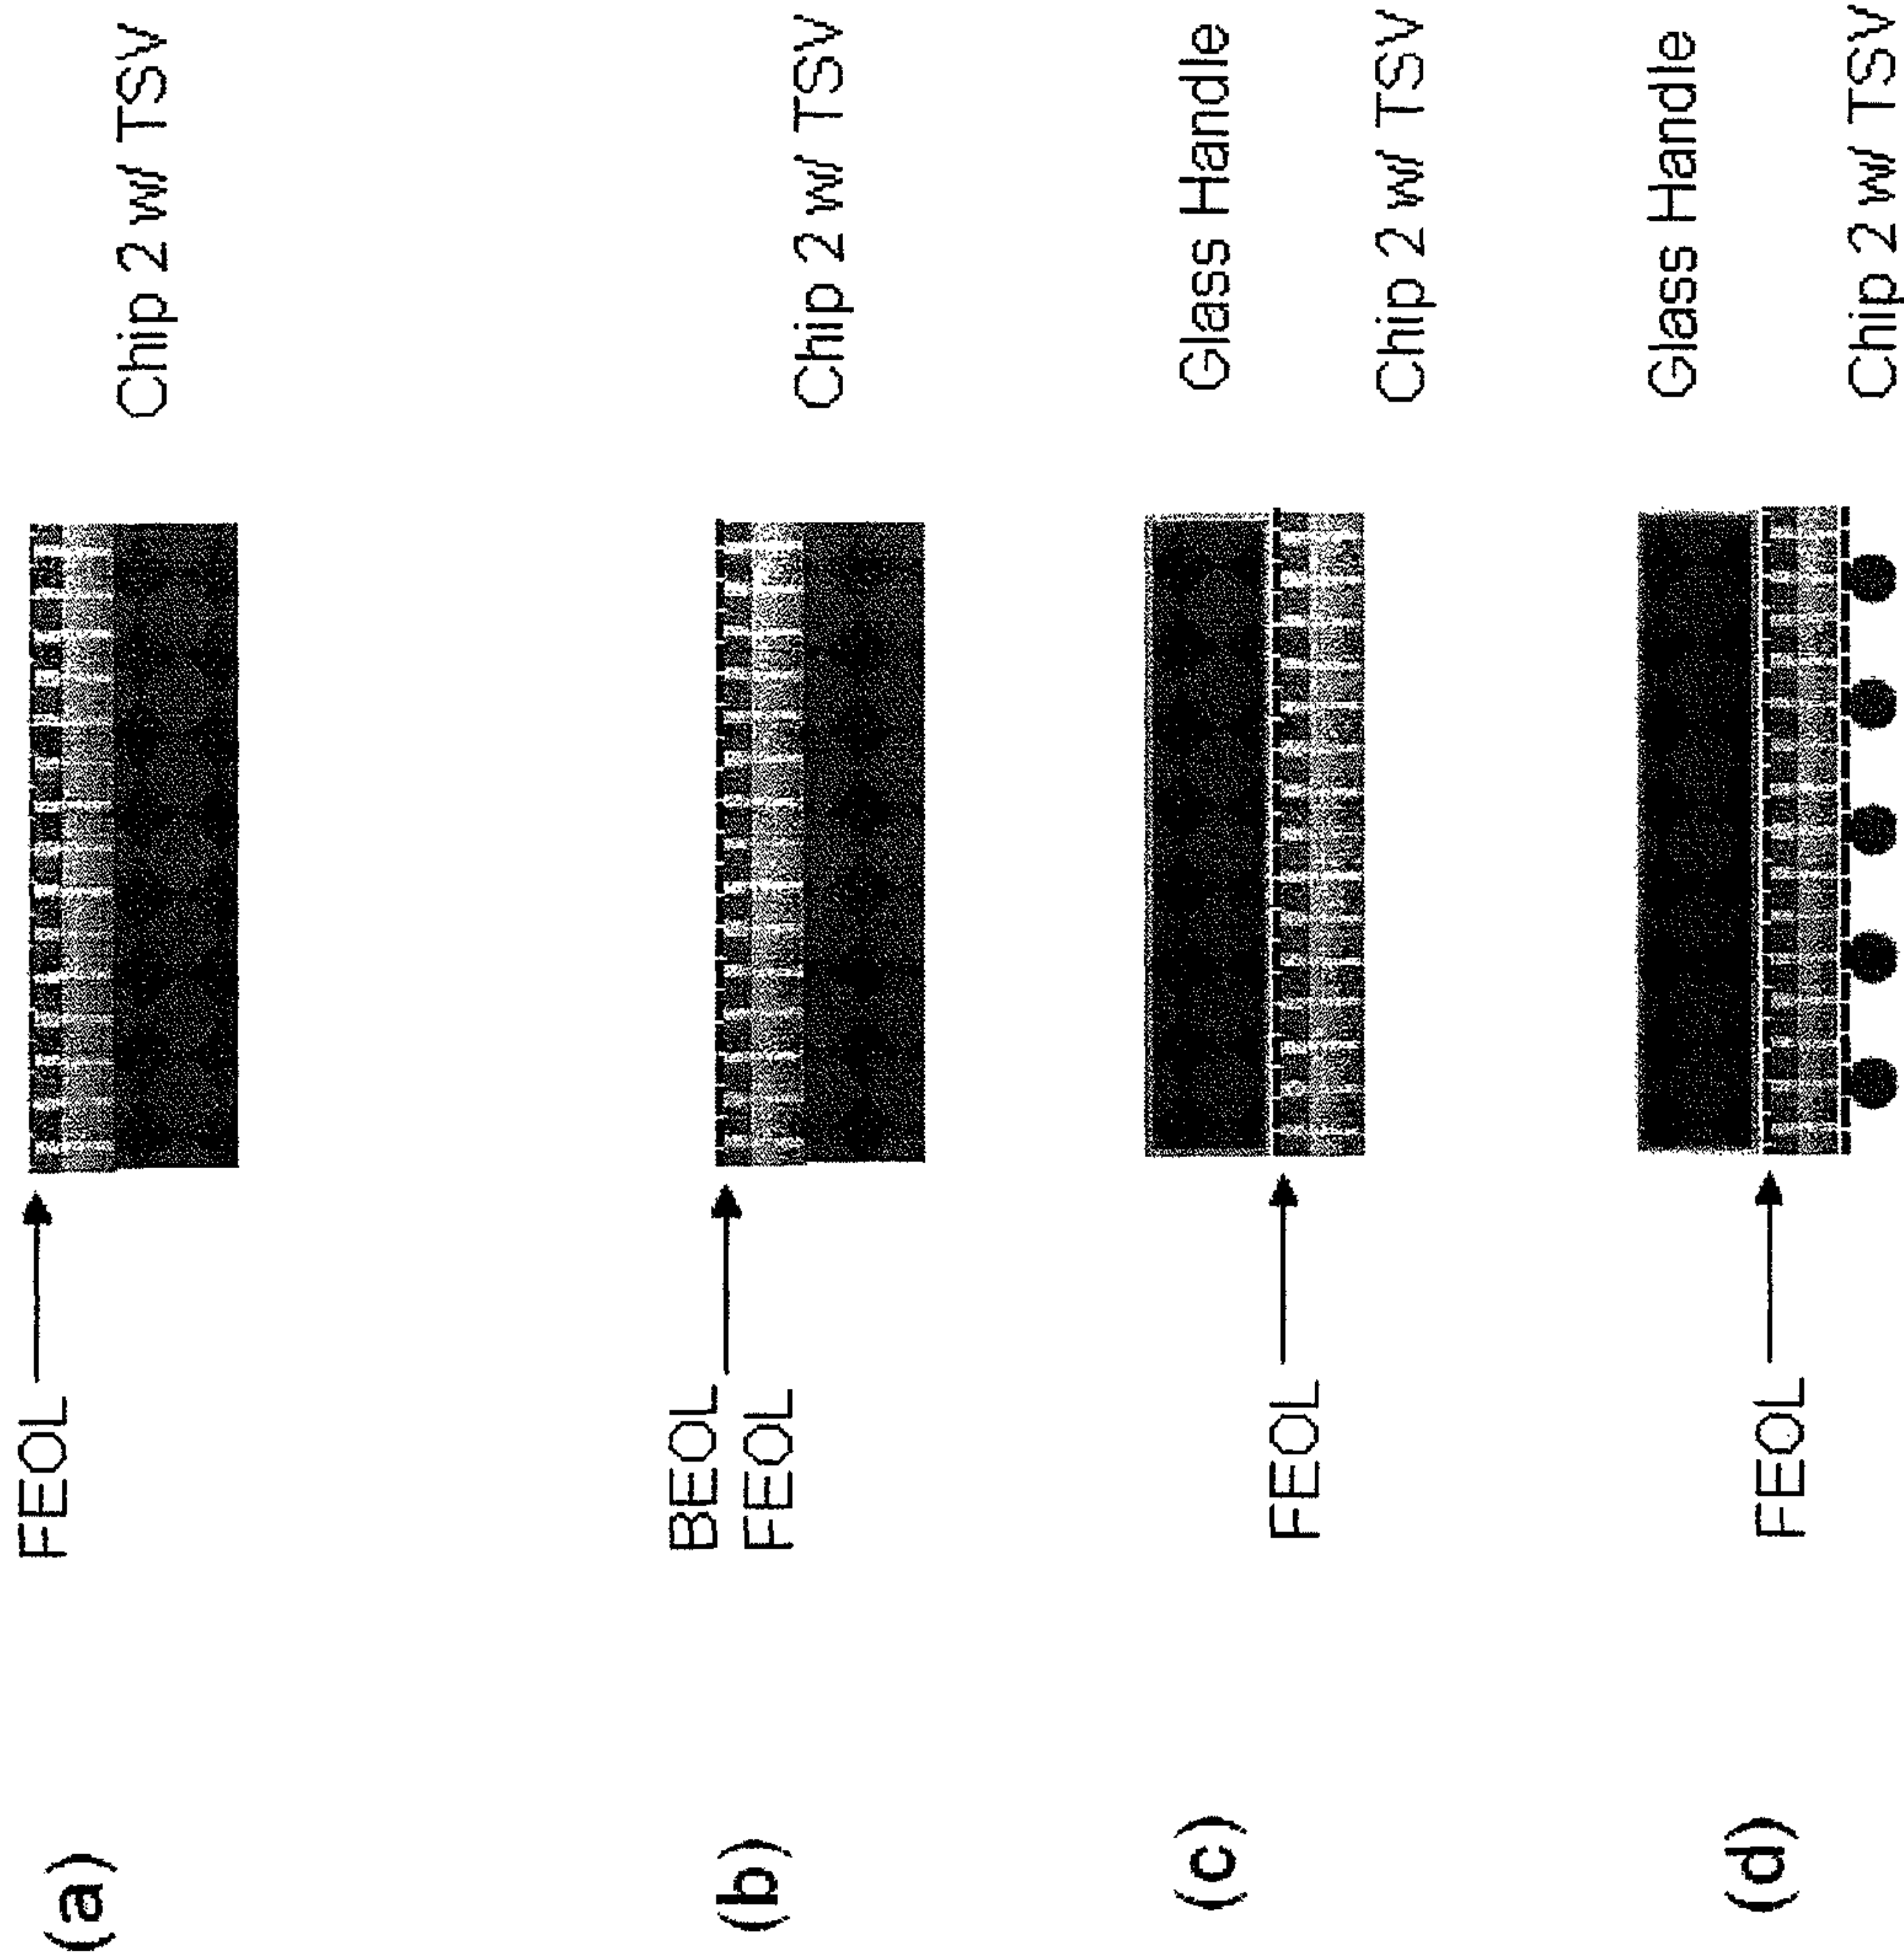 (a)
FEOL
Chip 2 w/ TSV
(b)
BEOL
FEOL
Chip 2 w/ TSV
(c)
FEOL
Glass Handle
Chip 2 w/ TSV
(d)
FEOL
Glass Handle
Chip 2 w/ TSV